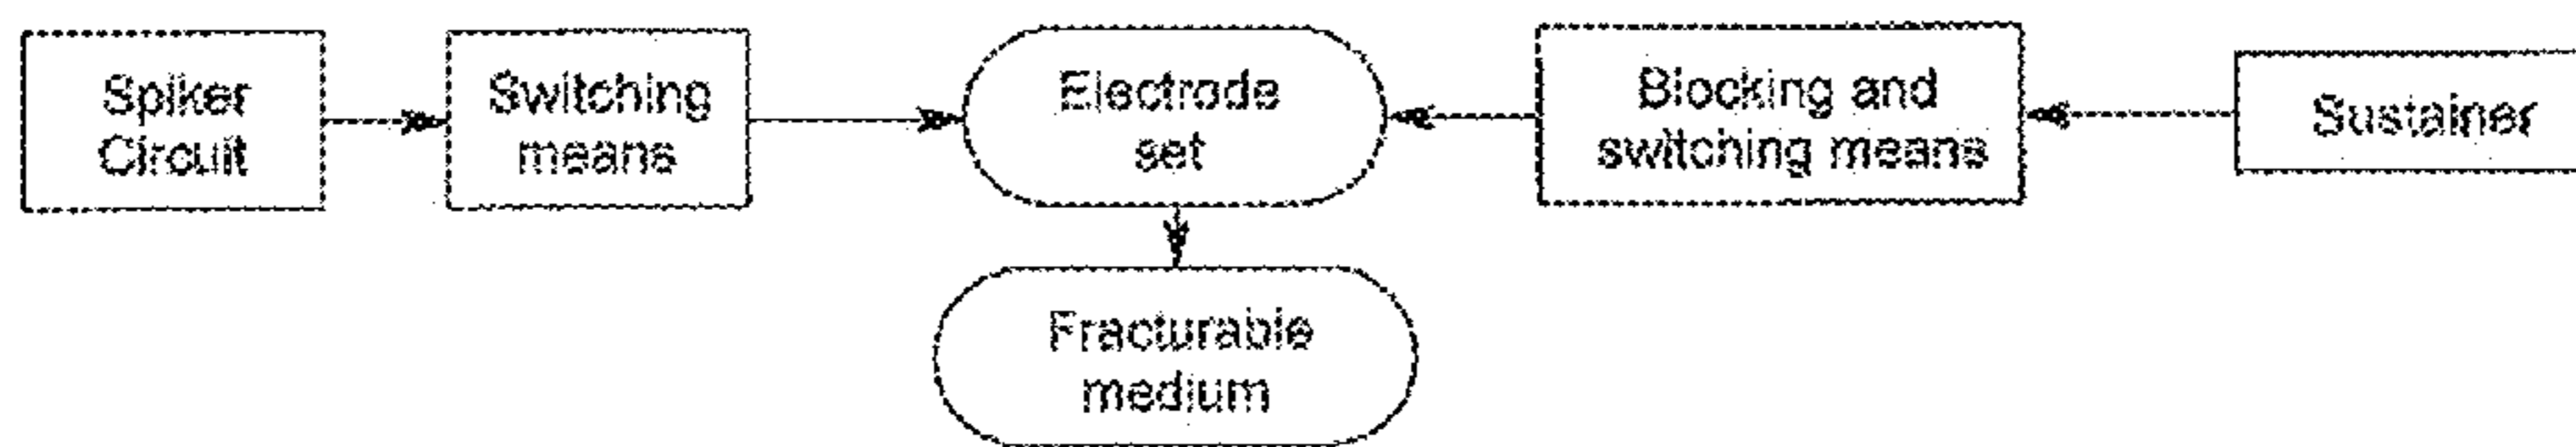 Spiker
Circuit
Switching
means
Electrode
set
Blocking and
switching means
Sustainer
Fracturable
medium